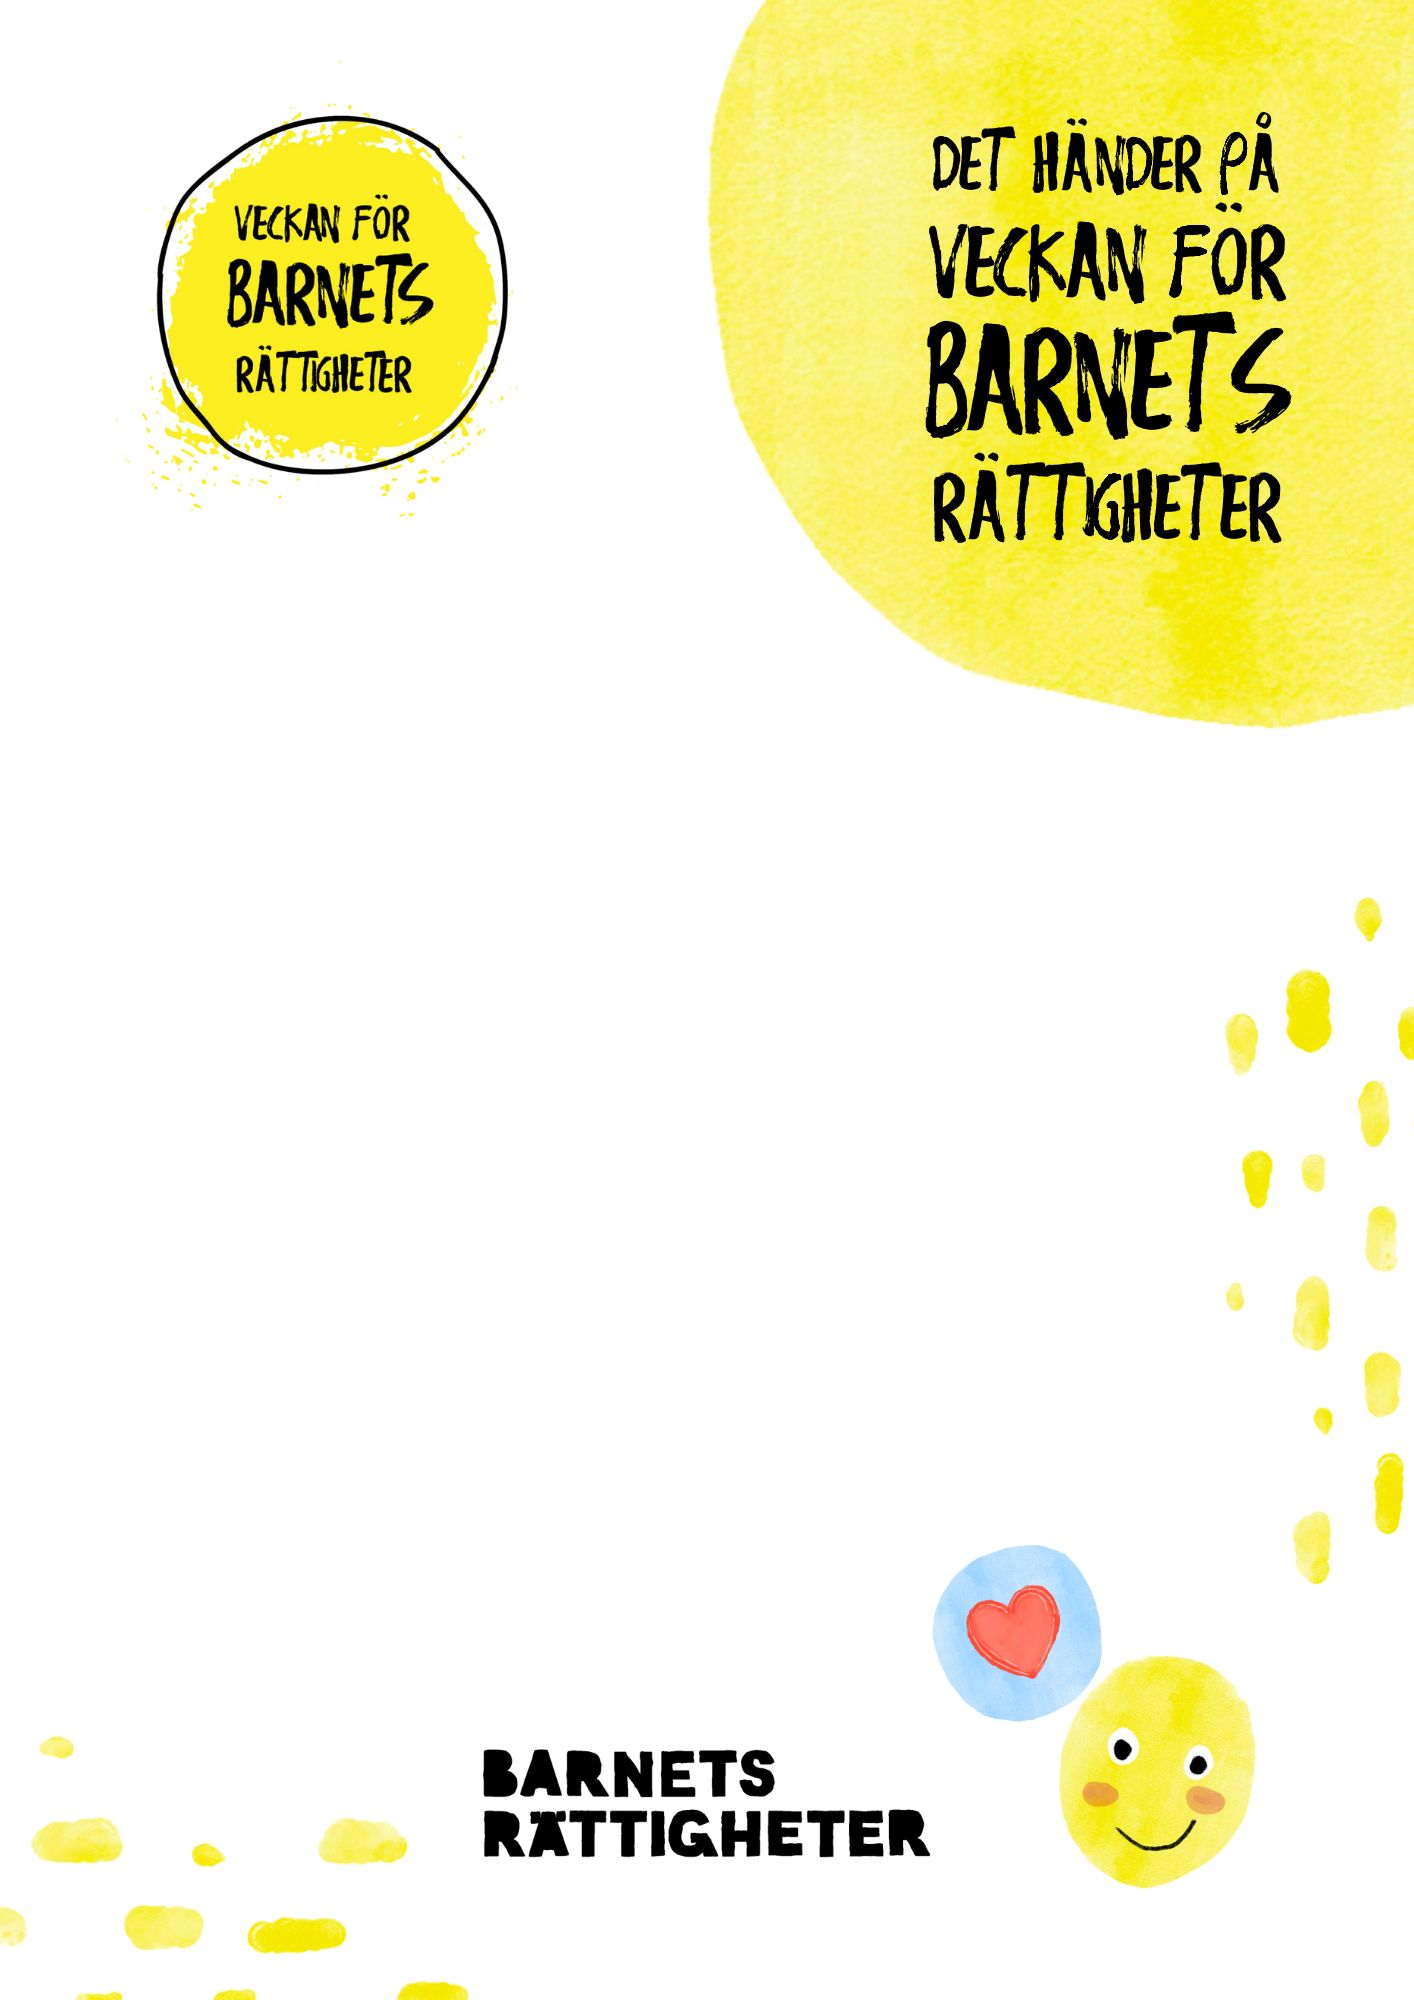 VECKAN FÖR
BARNETS
RÄTTIGHETER
DET HÄNDER PÅ
VECKAN FÖR
BARNETS
RÄTTIGHETER
BARNETS
RÄTTIGHETER